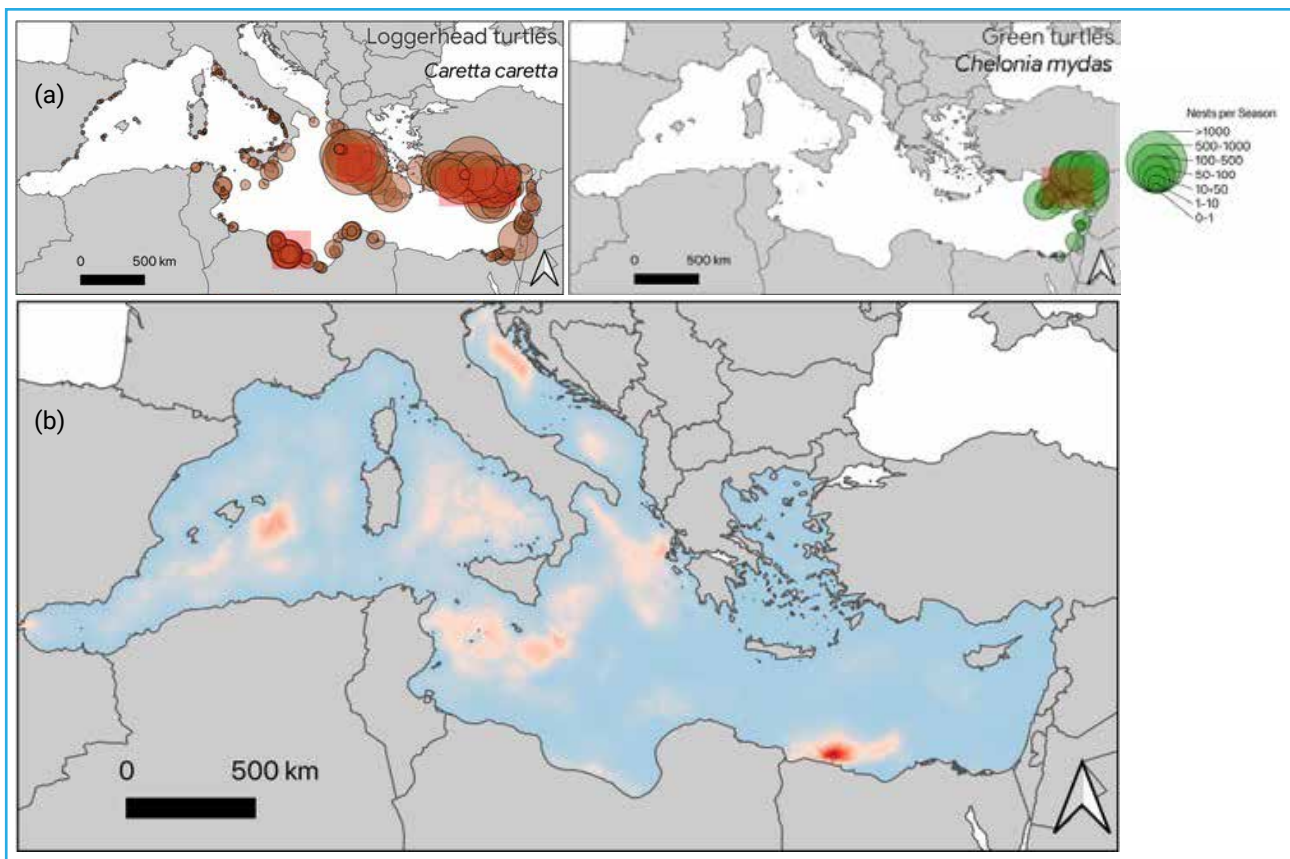 Loggerhead turtles
Caretta caretta
(a)
0 500 km
Green turtles
Chelonia mydas
0 500 km
Nests per Season
>1000
500-1000
100-500
50-100
10-50
1-10
0-1
(b)
0 500 km